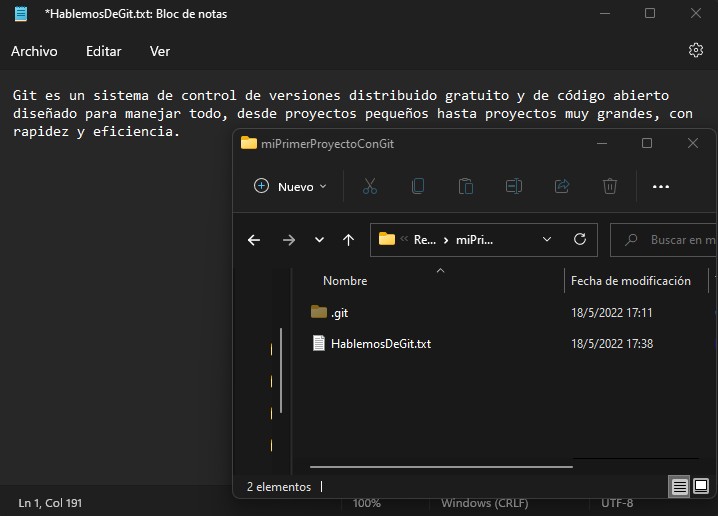 *HablemosDeGit.txt: Bloc de notas
Archivo Editar Ver
Git es un sistema de control de versiones distribuido gratuito y de código abierto
diseñado para manejar todo, desde proyectos pequeños hasta proyectos muy grandes, con
rapidez y eficiencia.
miPrimerProyectoConGit
Nuevo
Re... miPri...
Buscar en m
Nombre Fecha de modificación
.git 18/5/2022 17:11
HablemosDeGit.txt 18/5/2022 17:38
2 elementos
Ln 1, Col 191 100% Windows (CRLF) UTF-8